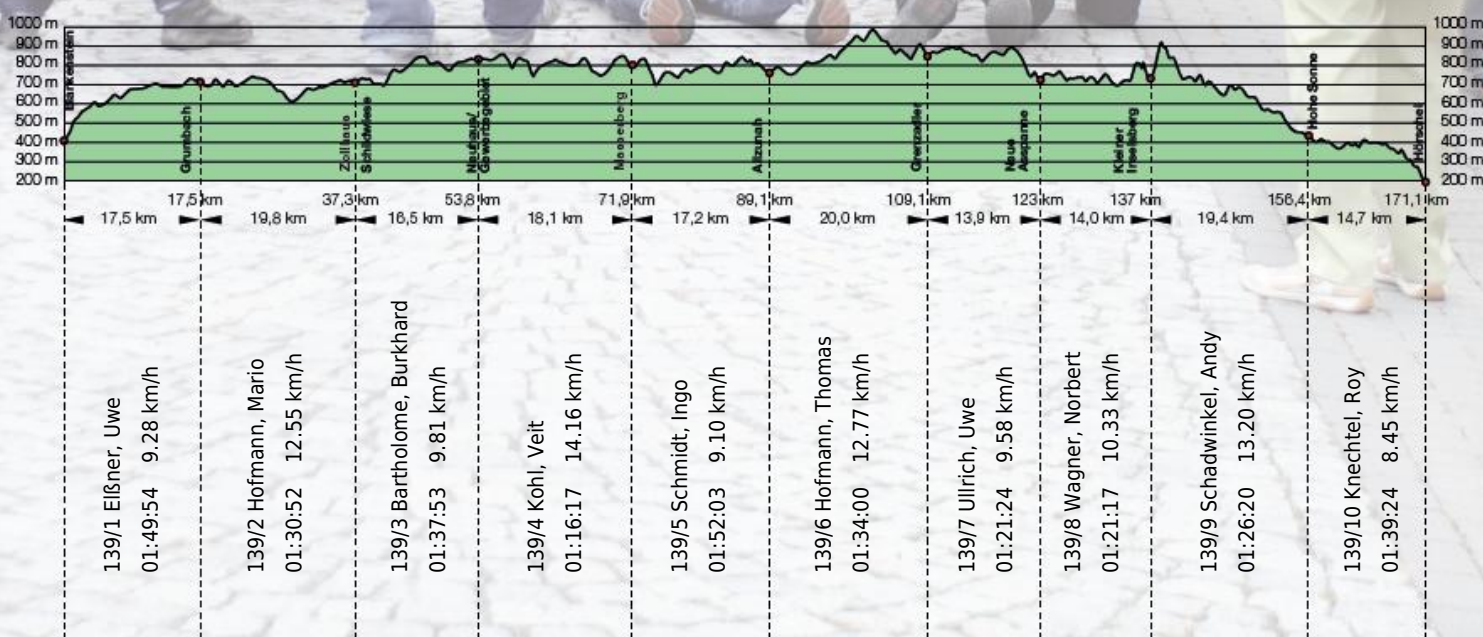 1000 m
900 m
800 m
700 m
600 m
500 m
400 m
300 m
200 m
1000 m
900 m
800 m
700 m
600 m
500 m
400 m
300 m
200 m
Blankenstein
Grumbach
Zollhaus
Schildwiese
Neuhaus/
Masserberg
Allzunah
Grenzadler
Neue
Ausspanne
Kleiner
Inselsberg
Hohe Sonne
Hörschel
17,5 km
37,3 km
53,8 km
71,9 km
89,1 km
109,1 km
123 km
137 km
156,4 km
171,1 km
17,5 km
19,8 km
16,5 km
18,1 km
17,2 km
20,0 km
13,9 km
14,0 km
19,4 km
14,7 km
139/1 Elßner, Uwe
01:49:54 9.28 km/h
139/2 Hofmann, Mario
01:30:52 12.55 km/h
139/3 Bartholome, Burkhard
01:37:53 9.81 km/h
139/4 Kohl, Veit
01:16:17 14.16 km/h
139/5 Schmidt, Ingo
01:52:03 9.10 km/h
139/6 Hofmann, Thomas
01:34:00 12.77 km/h
139/7 Ullrich, Uwe
01:21:24 9.58 km/h
139/8 Wagner, Norbert
01:21:17 10.33 km/h
139/9 Schadwinkel, Andy
01:26:20 13.20 km/h
139/10 Knechtel, Roy
01:39:24 8.45 km/h